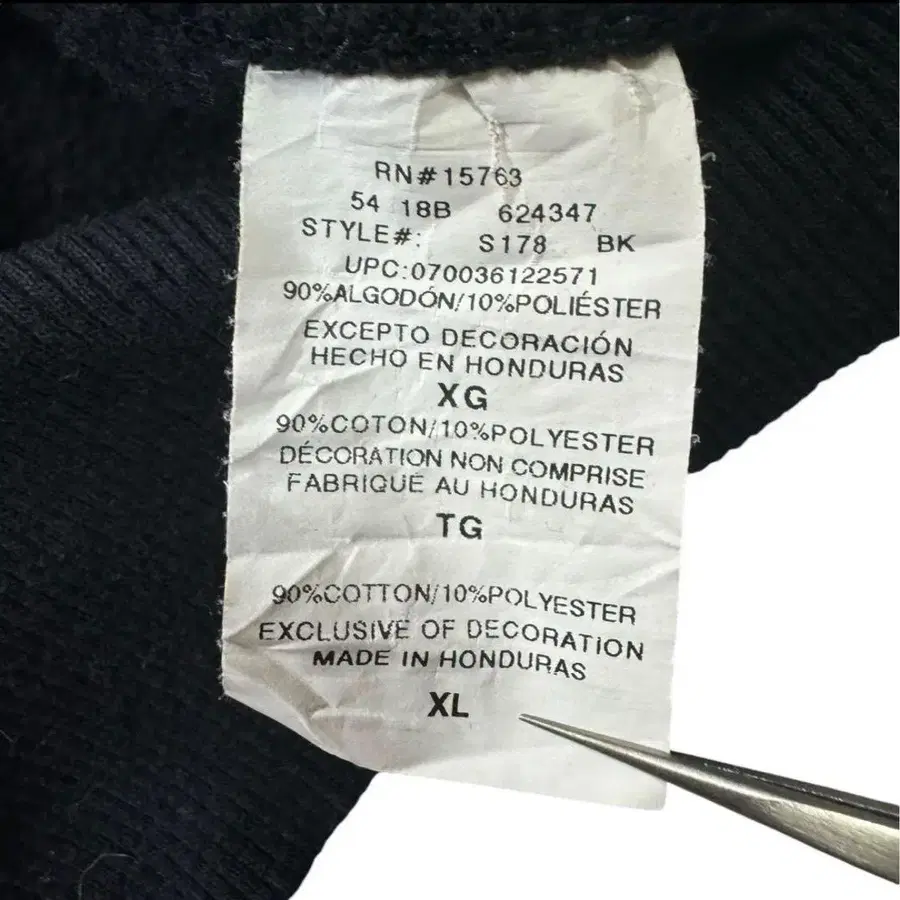 RN#15763
54 18B 624347
STYLE#: S178 BK
UPC:070036122571
90%ALGODÓN/10%POLIÉSTER
EXCEPTO DECORACIÓN
HECHO EN HONDURAS
XG
90%COTON/10%POLYESTER
DÉCORATION NON COMPRISE
FABRIQUÉ AU HONDURAS
TG
90%COTTON/10%POLYESTER
EXCLUSIVE OF DECORATION
MADE IN HONDURAS
XL